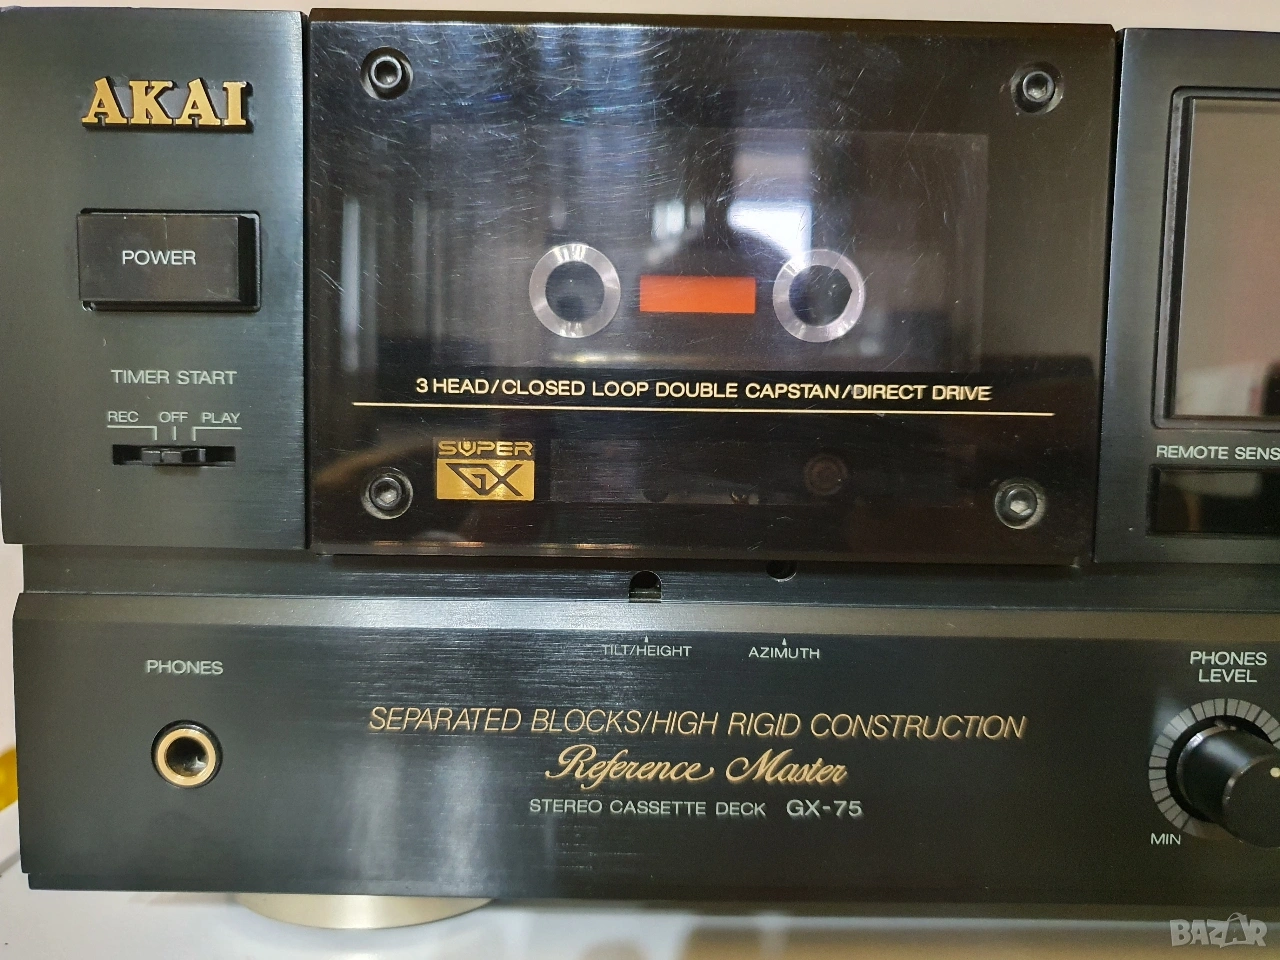 AKAI
POWER
TIMER START
REC OFF PLAY
3 HEAD/CLOSED LOOP DOUBLE CAPSTAN/DIRECT DRIVE
SUPER
GX
REMOTE SENS
PHONES
TILT/HEIGHT
AZIMUTH
PHONES
LEVEL
MIN
SEPARATED BLOCKS/HIGH RIGID CONSTRUCTION
Reference Master
STEREO CASSETTE DECK GX-75
BAZAR